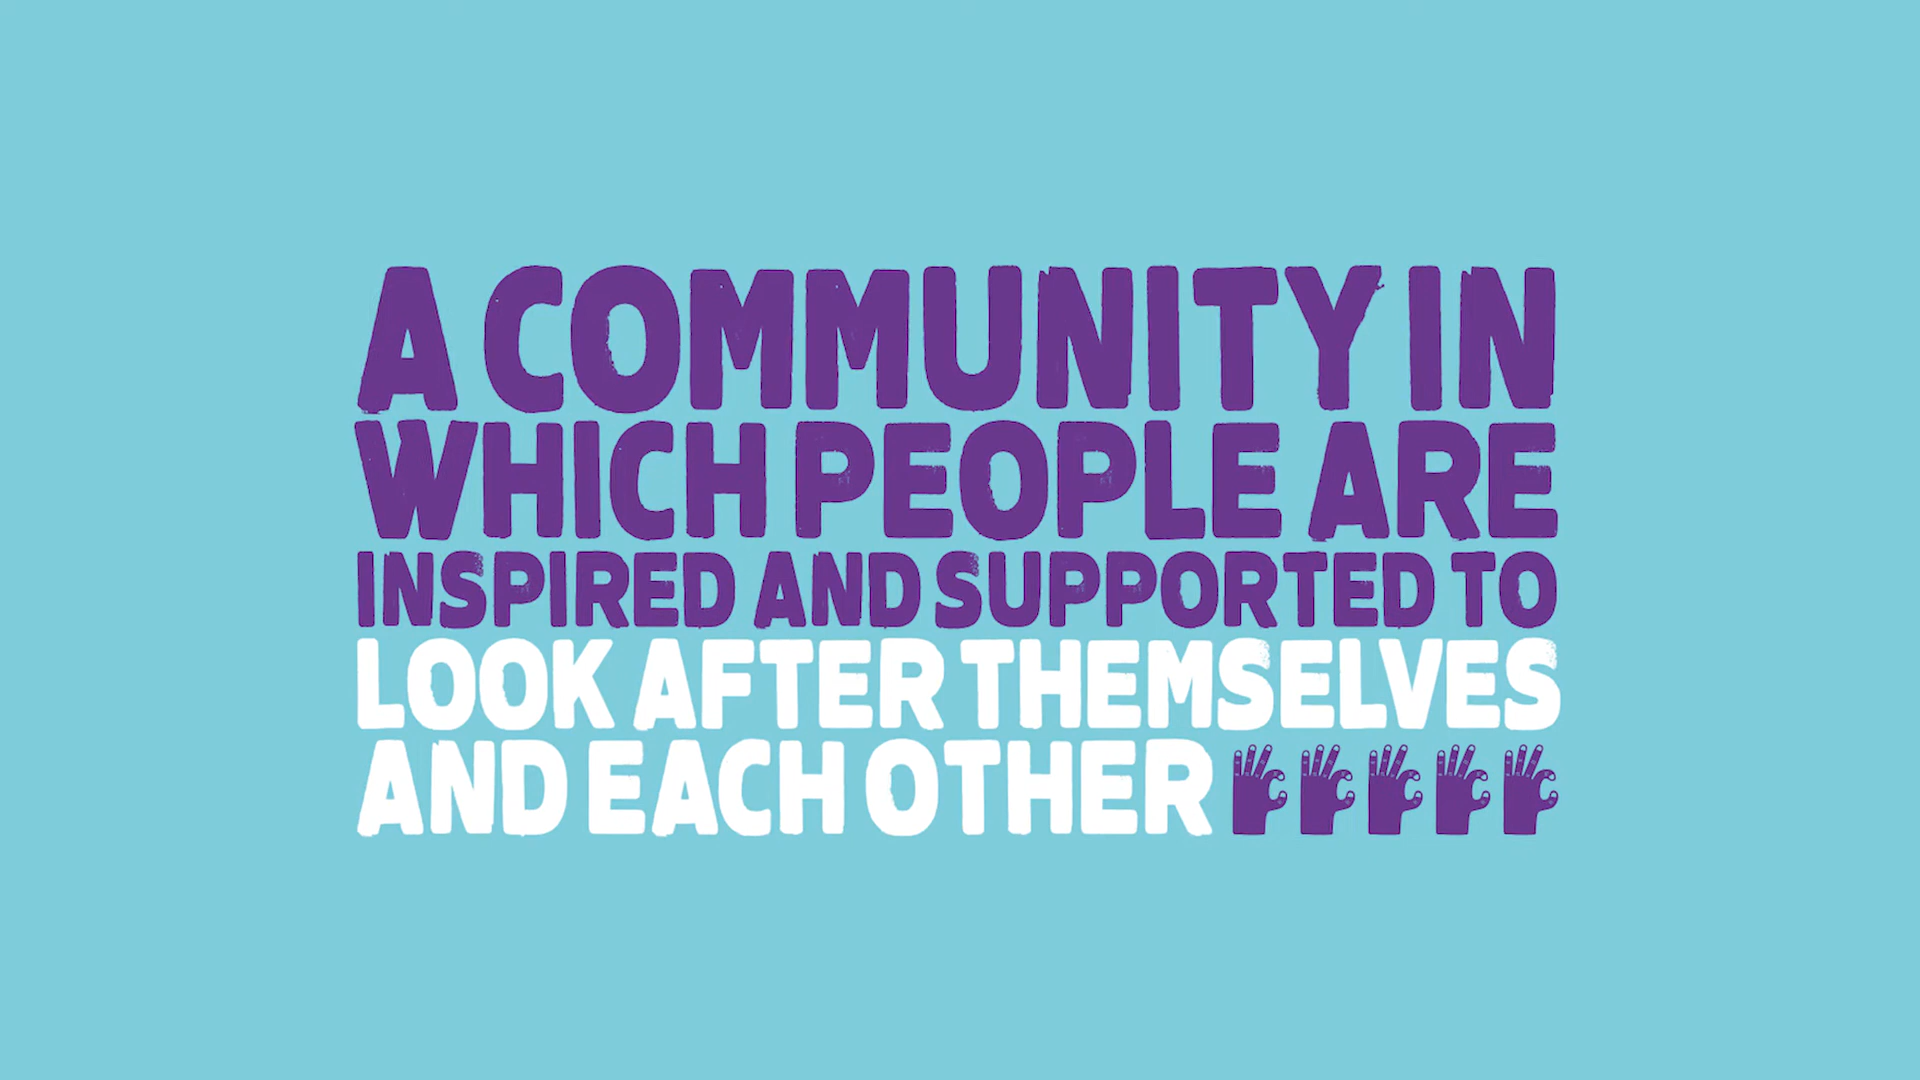 A COMMUNITY IN
WHICH PEOPLE ARE
INSPIRED AND SUPPORTED TO
LOOK AFTER THEMSELVES
AND EACH OTHER